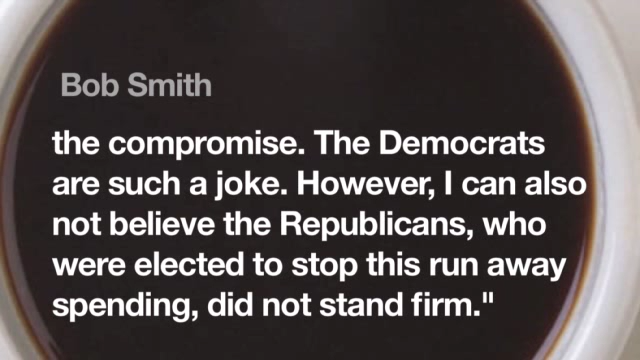 Bob Smith
the compromise. The Democrats
are such a joke. However, I can also
not believe the Republicans, who
were elected to stop this run away
spending, did not stand firm."